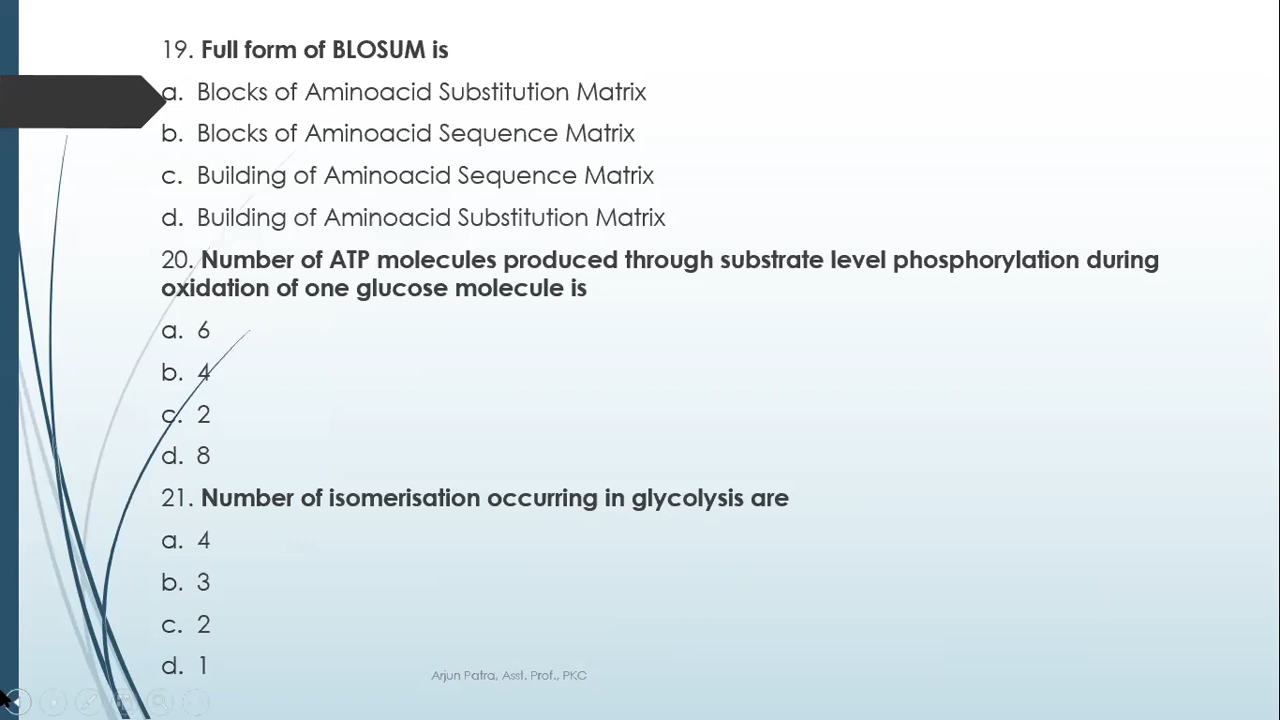 19. Full form of BLOSUM is
a. Blocks of Aminoacid Substitution Matrix
b. Blocks of Aminoacid Sequence Matrix
c. Building of Aminoacid Sequence Matrix
d. Building of Aminoacid Substitution Matrix
20. Number of ATP molecules produced through substrate level phosphorylation during
oxidation of one glucose molecule is
a. 6
b. 4
c. 2
d. 8
21. Number of isomerisation occurring in glycolysis are
a. 4
b. 3
c. 2
d. 1
Arjun Patra, Asst. Prof., PKC